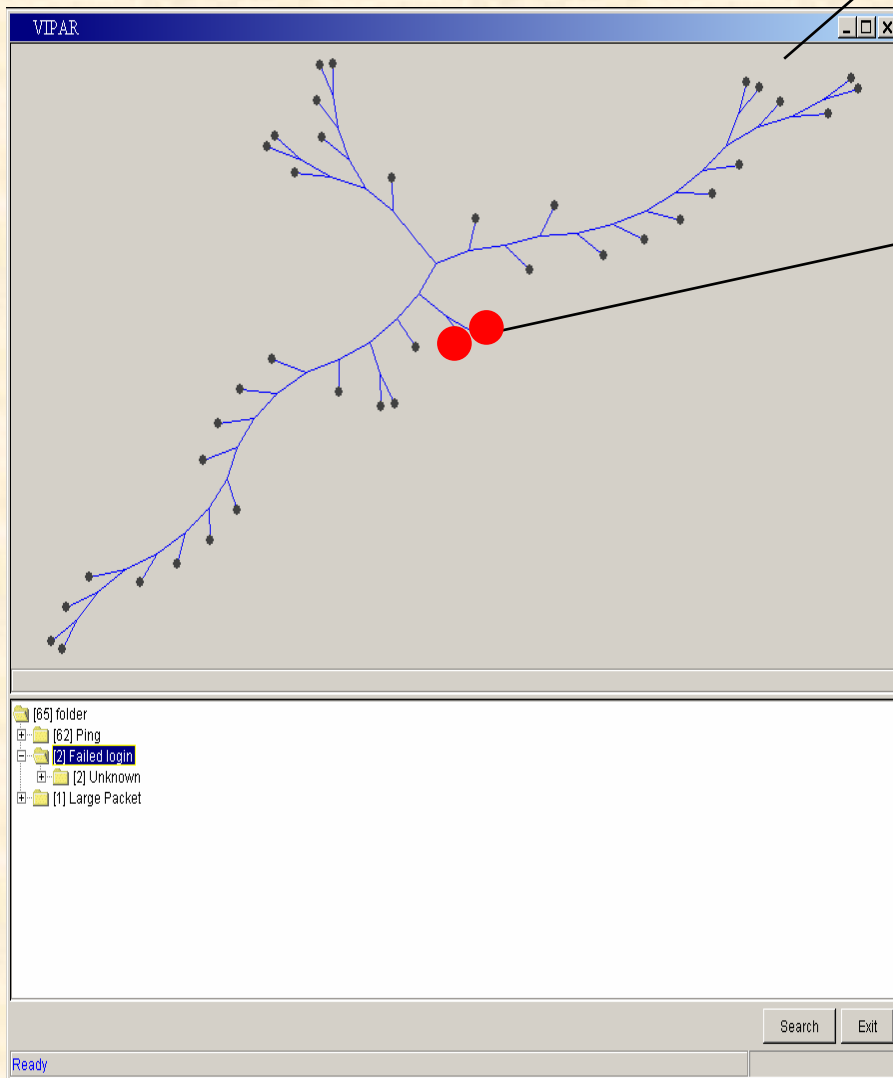 VIPAR
[65] folder
[62] Ping
[2] Failed login
[2] Unknown
[1] Large Packet
Search Exit
Ready